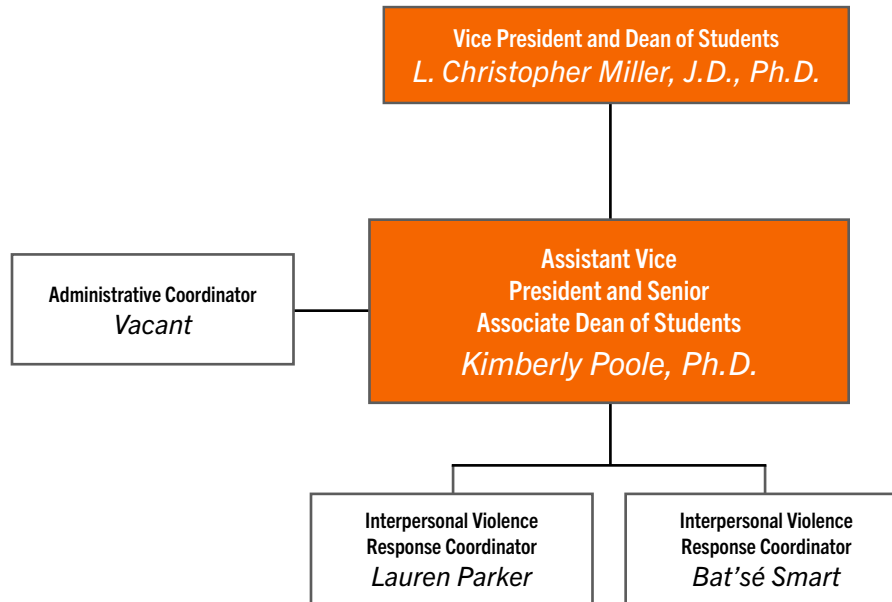 Vice President and Dean of Students
L. Christopher Miller, J.D., Ph.D.
Assistant Vice
President and Senior
Associate Dean of Students
Kimberly Poole, Ph.D.
Administrative Coordinator
Vacant
Interpersonal Violence
Response Coordinator
Lauren Parker
Interpersonal Violence
Response Coordinator
Bat’sé Smart